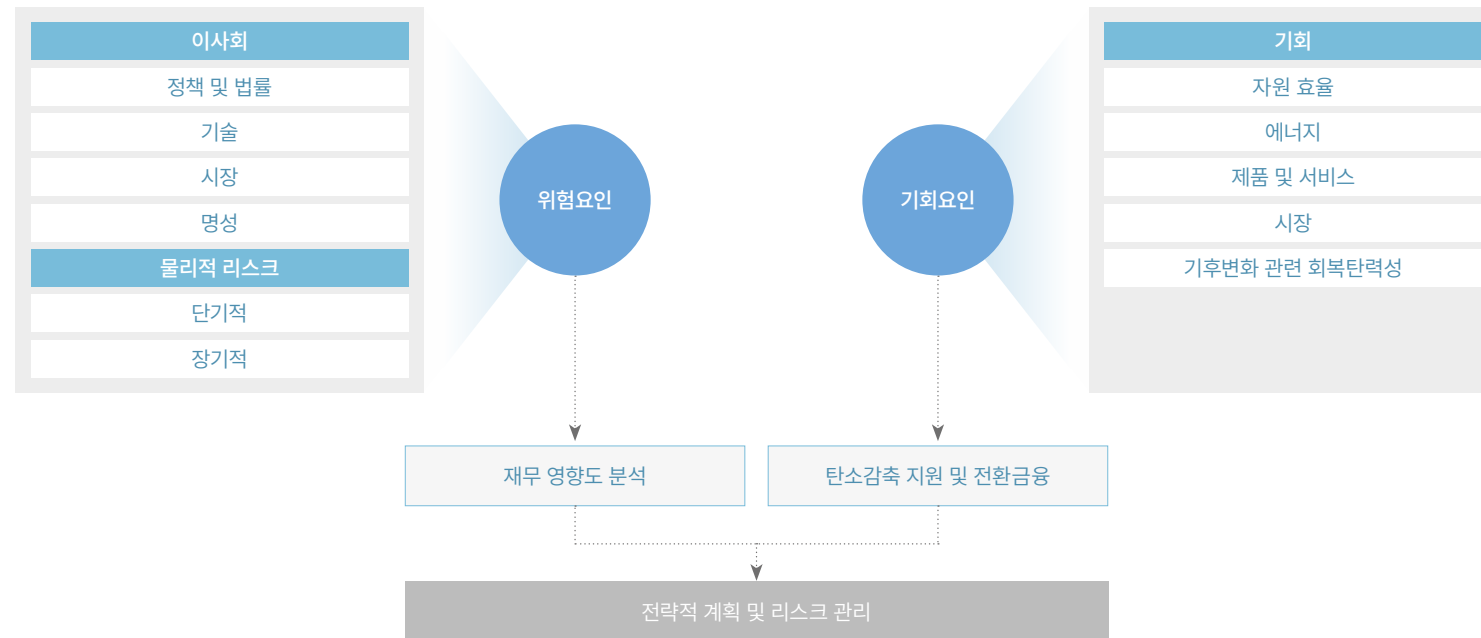 이사회
정책 및 법률
기술
시장
명성
물리적 리스크
단기적
장기적
위험요인
기회요인
기회
자원 효율
에너지
제품 및 서비스
시장
기후변화 관련 회복탄력성
재무 영향도 분석
탄소감축 지원 및 전환금융
전략적 계획 및 리스크 관리